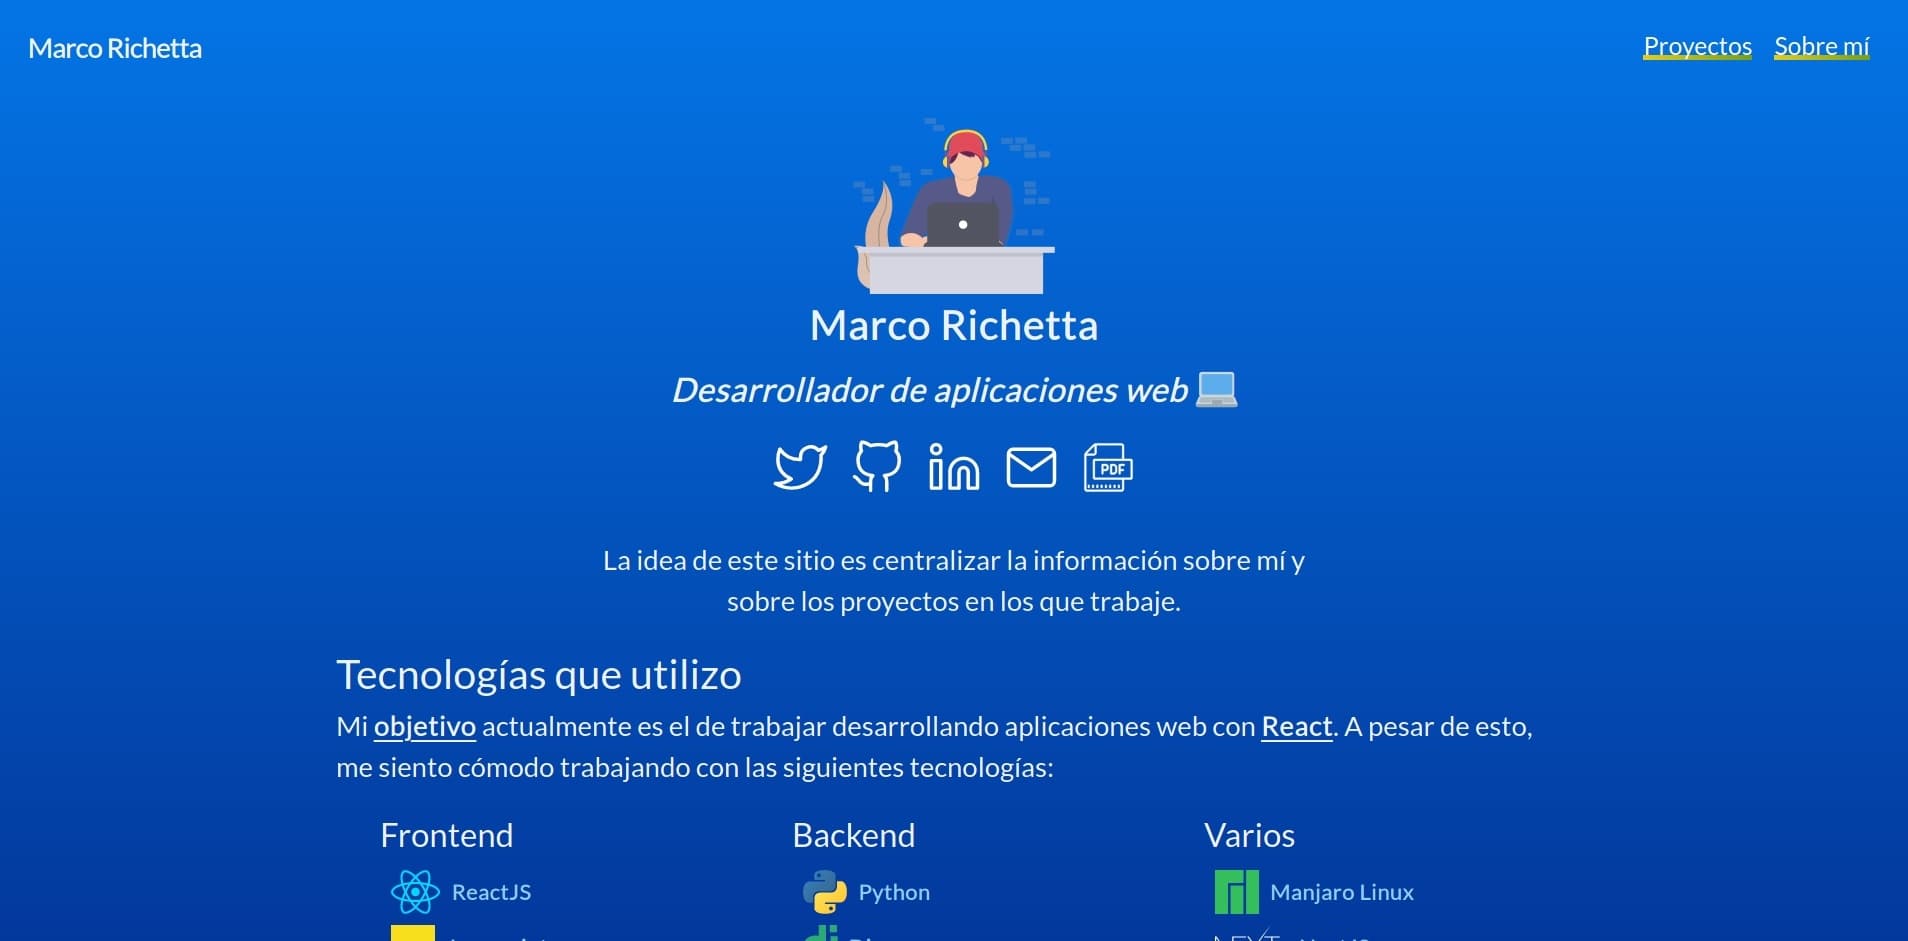 Marco Richetta
Proyectos Sobre mí
Marco Richetta
Desarrollador de aplicaciones web
PDF
La idea de este sitio es centralizar la información sobre mí y
sobre los proyectos en los que trabaje.
Tecnologías que utilizo
Mi objetivo actualmente es el de trabajar desarrollando aplicaciones web con React. A pesar de esto,
me siento cómodo trabajando con las siguientes tecnologías:
Frontend Backend Varios
ReactJS Python Manjaro Linux